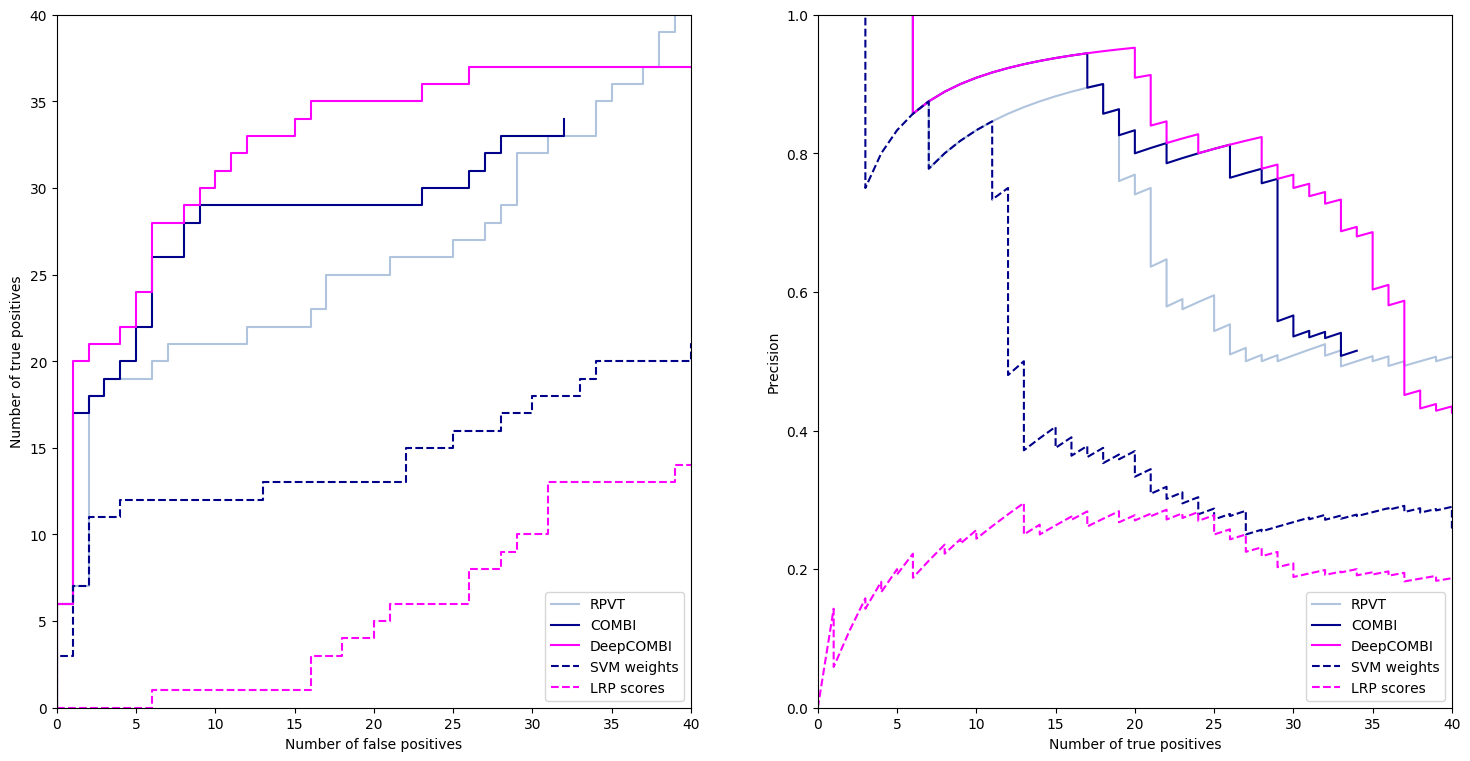 40
35
30
25
20
15
10
5
0
Number of true positives
0 5 10 15 20 25 30 35 40
Number of false positives
RPVT
COMBI
DeepCOMBI
SVM weights
LRP scores
1.0
0.8
0.6
0.4
0.2
0.0
Precision
0 5 10 15 20 25 30 35 40
Number of true positives
RPVT
COMBI
DeepCOMBI
SVM weights
LRP scores